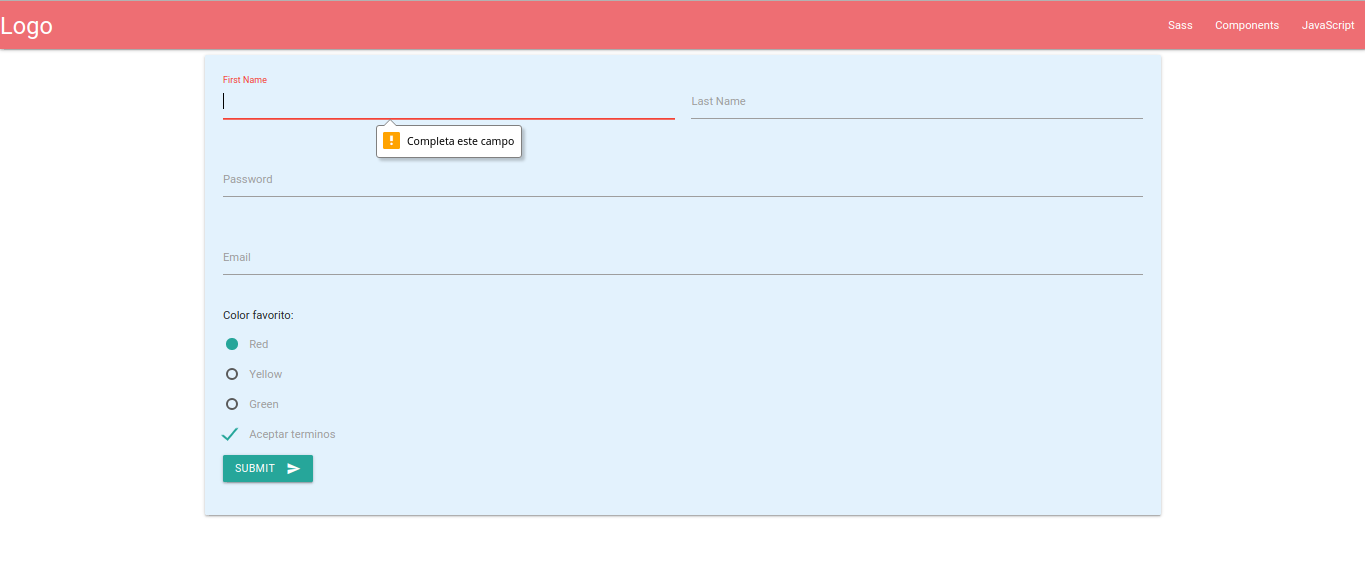 Logo
Sass Components JavaScript
First Name
Last Name
Completa este campo
Password
Email
Color favorito:
Red
Yellow
Green
Aceptar terminos
SUBMIT